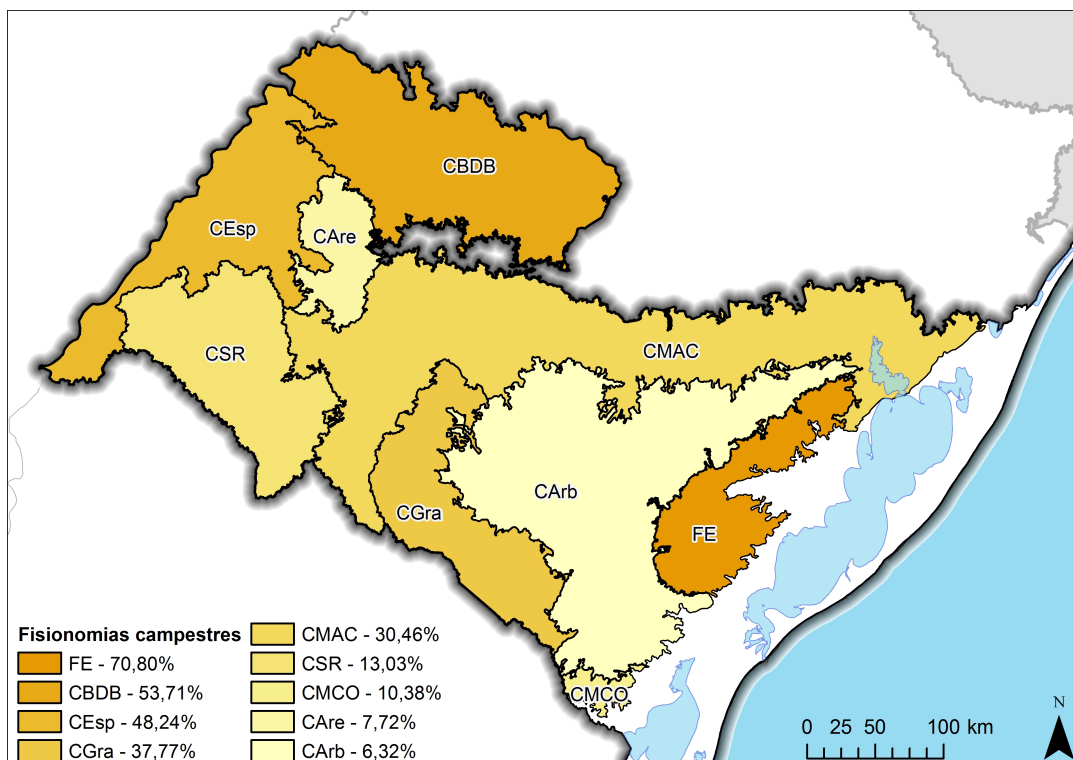 CBDB
CEsp
CAre
CSR
CMAC
CArb
CGra
FE
CMCO
Fisionomias campestres
FE - 70,80%
CBDB - 53,71%
CEsp - 48,24%
CGra - 37,77%
CMAC - 30,46%
CSR - 13,03%
CMCO - 10,38%
CAre - 7,72%
CArb - 6,32%
0 25 50 100 km
N